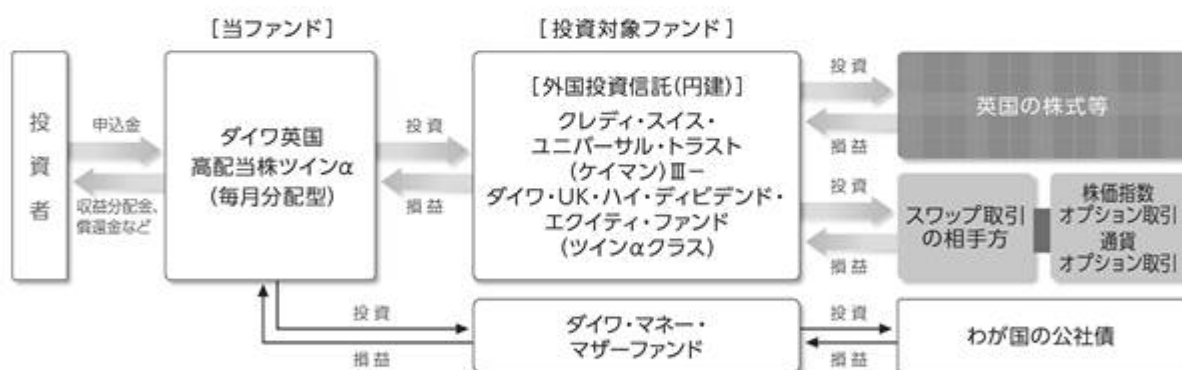 [当ファンド]
[投資対象ファンド]
投資者
申込金
収益分配金、
償還金など
ダイワ英国
高配当株ツインα
(毎月分配型)
投資
損益
[外国投資信託(円建)]
クレディ・スイス・
ユニバーサル・トラスト
(ケイマン)Ⅲ－
ダイワ・UK・ハイ・ディビデンド・
エクイティ・ファンド
(ツインαクラス)
投資
損益
英国の株式等
投資
損益
スワップ取引
の相手方
株価指数
オプション取引
通貨
オプション取引
投資
損益
ダイワ・マネー・
マザーファンド
投資
損益
わが国の公社債